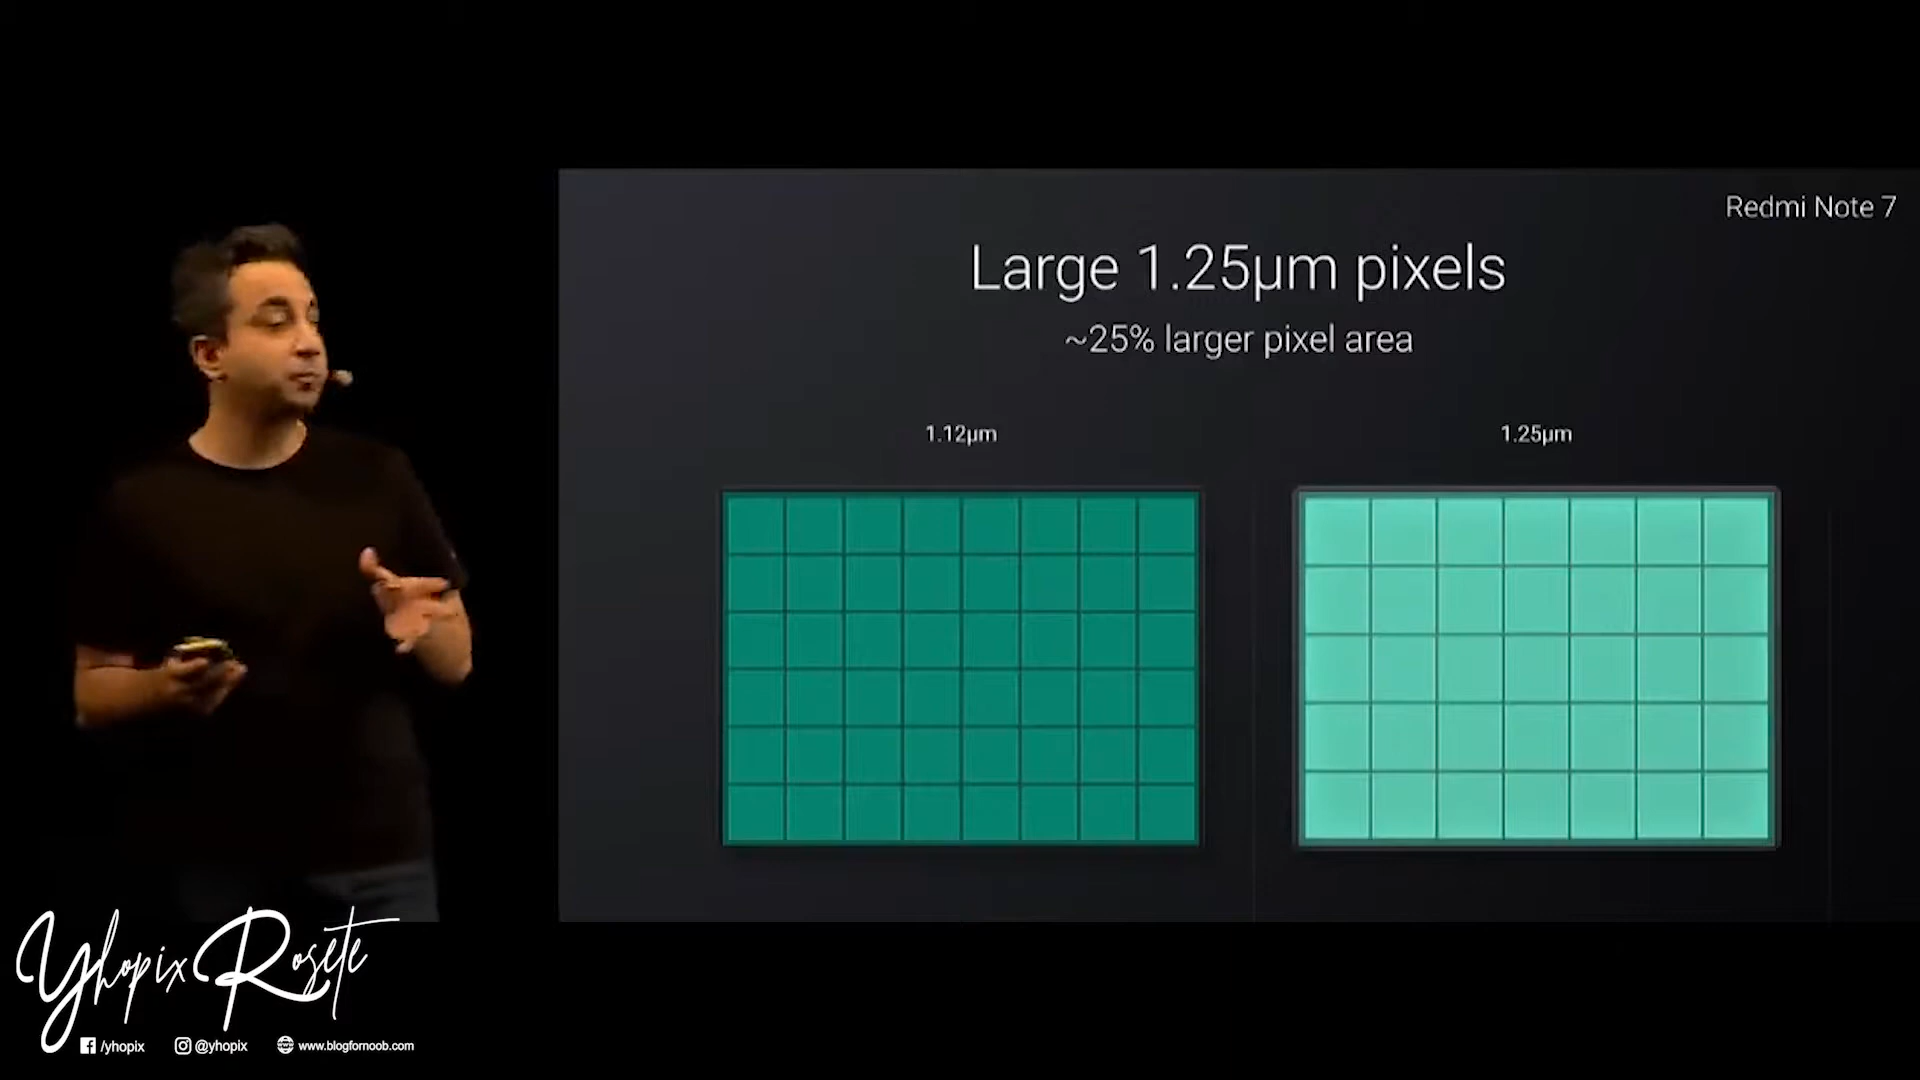 Redmi Note 7
Large 1.25µm pixels
~25% larger pixel area
1.12µm
1.25µm
Yhopix Rosete
/yhopix
@yhopix
www.blogfornoob.com